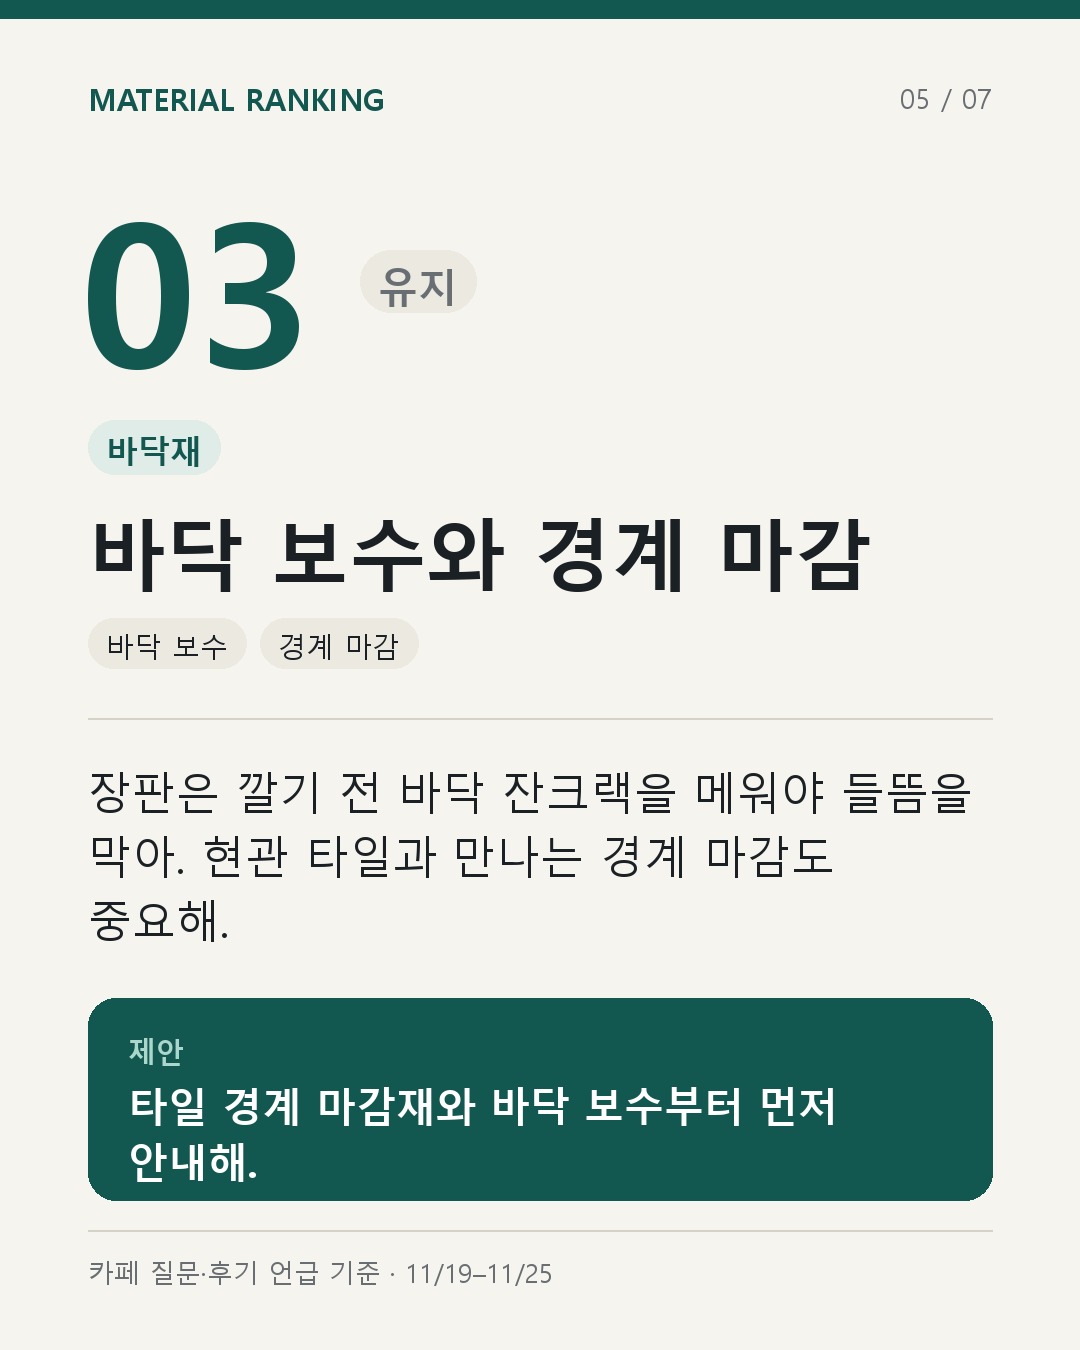 MATERIAL RANKING
05 / 07
03
유지
바닥재
바닥 보수와 경계 마감
바닥 보수
경계 마감
장판은 깔기 전 바닥 잔크랙을 메워야 들뜸을
막아. 현관 타일과 만나는 경계 마감도
중요해.
제안
타일 경계 마감재와 바닥 보수부터 먼저
안내해.
카페 질문·후기 언급 기준 · 11/19–11/25